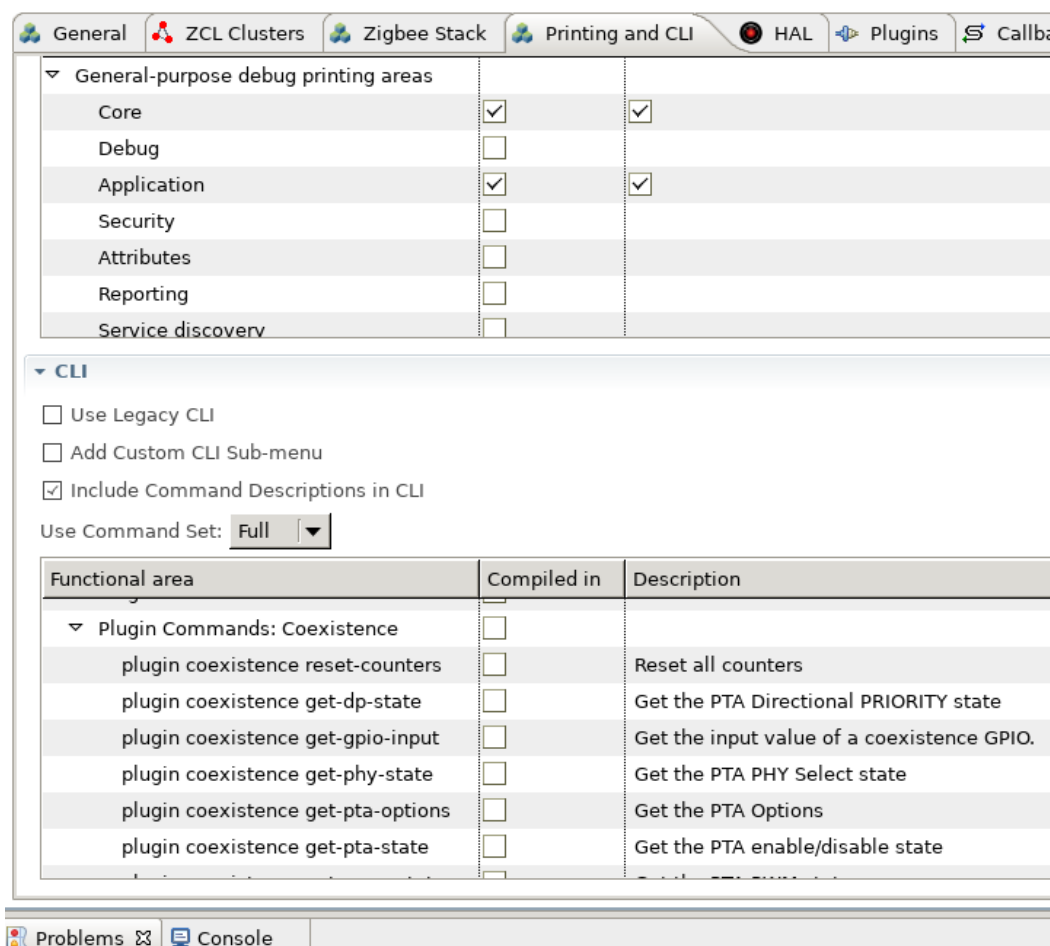 General ZCL Clusters Zigbee Stack Printing and CLI HAL Plugins Callba
General-purpose debug printing areas
Core
Debug
Application
Security
Attributes
Reporting
Service discovery
CLI
Use Legacy CLI
Add Custom CLI Sub-menu
Include Command Descriptions in CLI
Use Command Set: Full
Functional area Compiled in Description
Plugin Commands: Coexistence
plugin coexistence reset-counters Reset all counters
plugin coexistence get-dp-state Get the PTA Directional PRIORITY state
plugin coexistence get-gpio-input Get the input value of a coexistence GPIO.
plugin coexistence get-phy-state Get the PTA PHY Select state
plugin coexistence get-pta-options Get the PTA Options
plugin coexistence get-pta-state Get the PTA enable/disable state
Problems Console